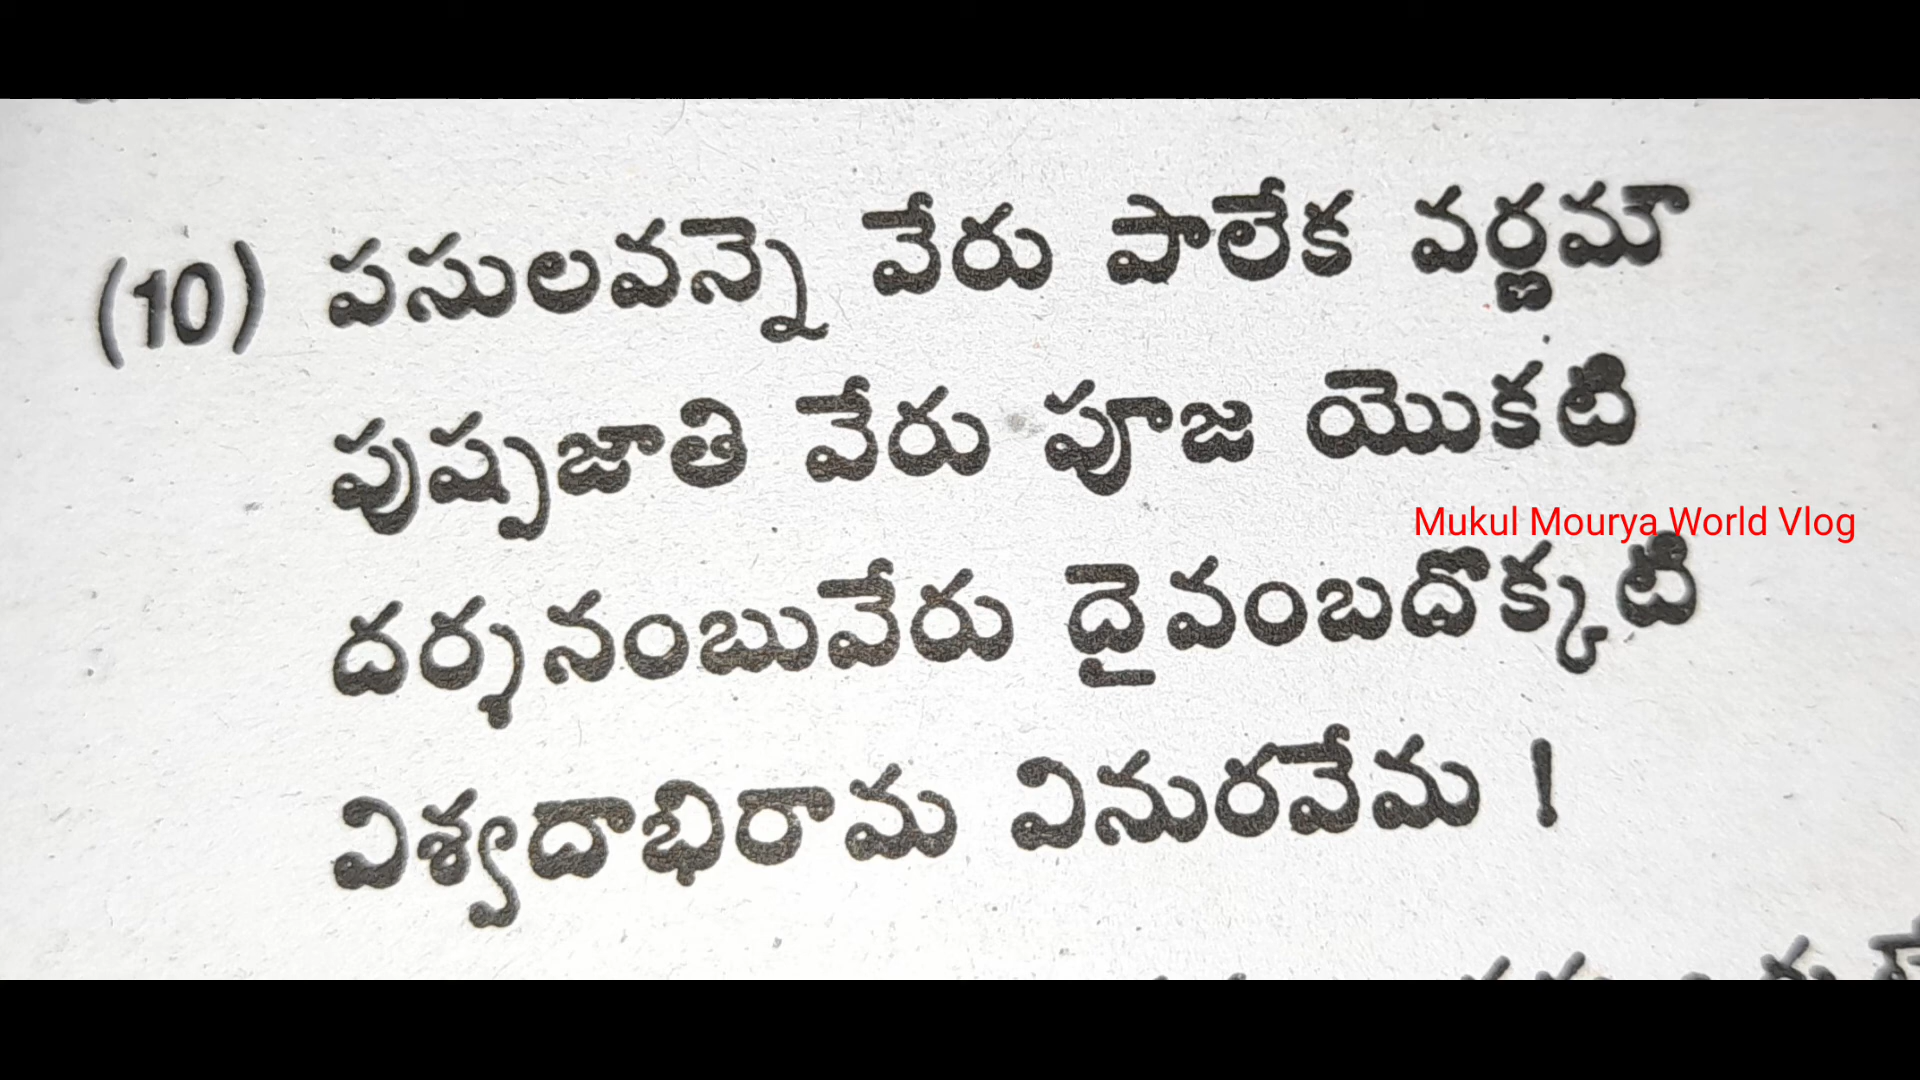 (10) పసులవన్నె వేరు పాలేక వర్ణమౌ
పుష్పజాతి వేరు పూజ యొకటి
Mukul Mourya World Vlog
దర్శనంబువేరు దైవంబదొక్కటి
విశ్వదాభిరామ వినురవేమ !